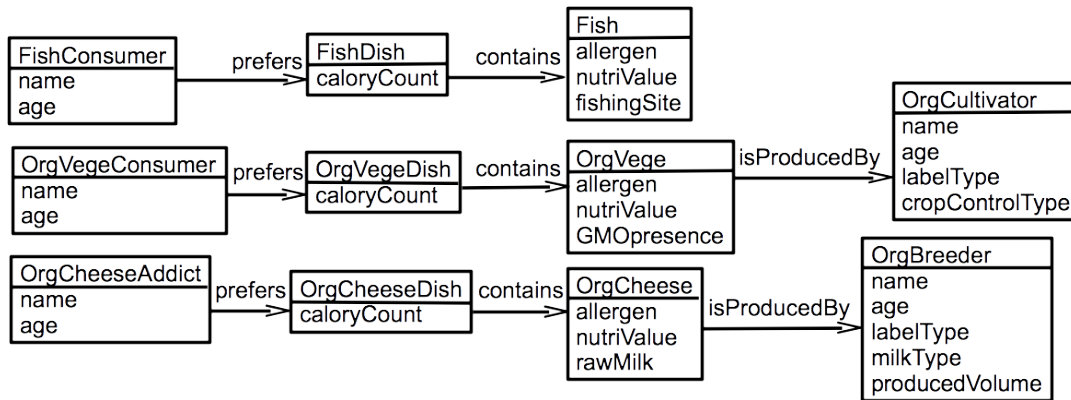 FishConsumer
name
age
prefers
FishDish
caloryCount
contains
Fish
allergen
nutriValue
fishingSite
OrgVegeConsumer
name
age
prefers
OrgVegeDish
caloryCount
contains
OrgVege
allergen
nutriValue
GMOpresence
isProducedBy
OrgCultivator
name
age
labelType
cropControlType
OrgCheeseAddict
name
age
prefers
OrgCheeseDish
caloryCount
contains
OrgCheese
allergen
nutriValue
rawMilk
isProducedBy
OrgBreeder
name
age
labelType
milkType
producedVolume